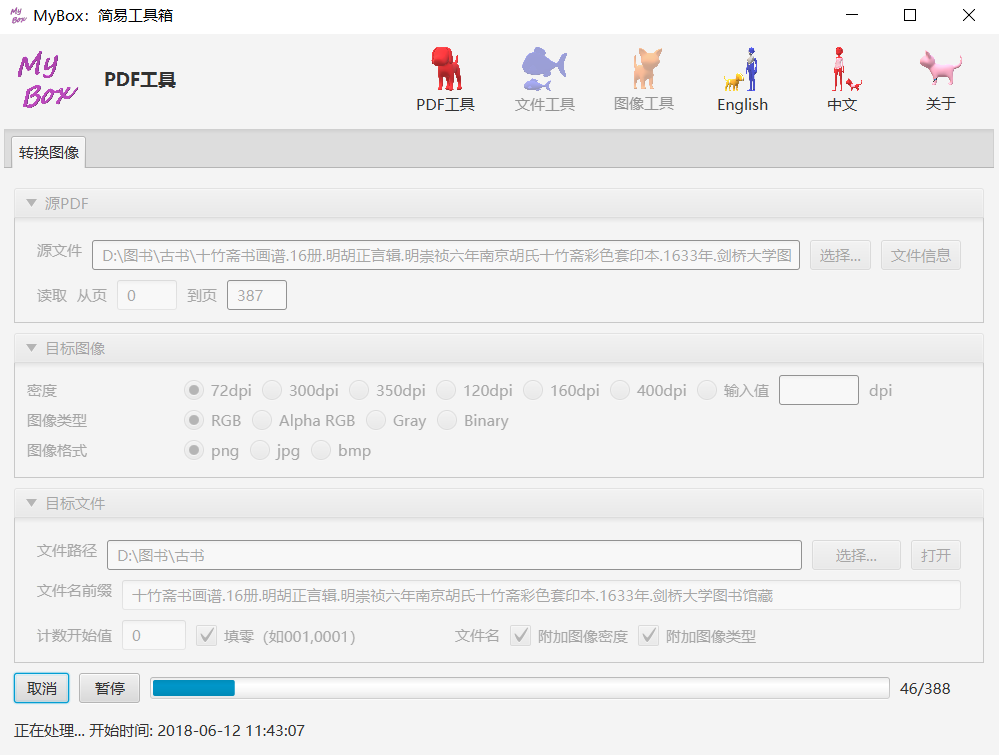 My Box MyBox：简易工具箱
My Box PDF工具
PDF工具 文件工具 图像工具 English 中文 关于
转换图像
源PDF
源文件 D:\图书\古书\十竹斋书画谱.16册.明胡正言辑.明崇祯六年南京胡氏十竹斋彩色套印本.1633年.剑桥大学图 选择... 文件信息
读取 从页 0 到页 387
目标图像
密度 72dpi 300dpi 350dpi 120dpi 160dpi 400dpi 输入值 dpi
图像类型 RGB Alpha RGB Gray Binary
图像格式 png jpg bmp
目标文件
文件路径 D:\图书\古书 选择... 打开
文件名前缀 十竹斋书画谱.16册.明胡正言辑.明崇祯六年南京胡氏十竹斋彩色套印本.1633年.剑桥大学图书馆藏
计数开始值 0 填零（如001,0001） 文件名 附加图像密度 附加图像类型
取消 暂停 46/388
正在处理... 开始时间: 2018-06-12 11:43:07